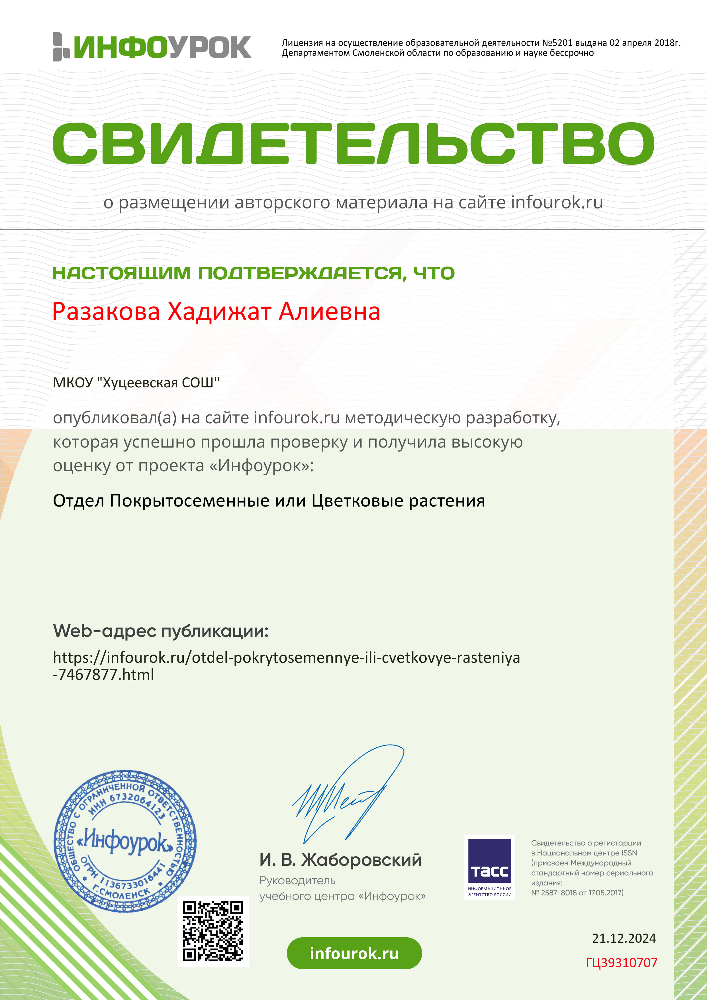 ИНФОУРОК
Лицензия на осуществление образовательной деятельности №5201 выдана 02 апреля 2018г.
Департаментом Смоленской области по образованию и науке бессрочно
СВИДЕТЕЛЬСТВО
о размещении авторского материала на сайте infourok.ru
НАСТОЯЩИМ ПОДТВЕРЖДАЕТСЯ, ЧТО
Разакова Хадижат Алиевна
МКОУ "Хуцеевская СОШ"
опубликовал(а) на сайте infourok.ru методическую разработку,
которая успешно прошла проверку и получила высокую
оценку от проекта «Инфоурок»:
Отдел Покрытосеменные или Цветковые растения
Web-адрес публикации:
https://infourok.ru/otdel-pokrytosemennye-ili-cvetkovye-rasteniya
-7467877.html
ОБЩЕСТВО С ОГРАНИЧЕННОЙ ОТВЕТСТВЕННОСТЬЮ
ИНН 6732064123
«Инфоурок»
ОГРН 1136733016441
Г.СМОЛЕНСК
И. В. Жаборовский
Руководитель
учебного центра «Инфоурок»
ТАСС
ИНФОРМАЦИОННОЕ
АГЕНТСТВО РОССИИ
Свидетельство о регистарции
в Национальном центре ISSN
(присвоен Международный
стандартный номер сериального
издания:
№ 2587-8018 от 17.05.2017)
infourok.ru
21.12.2024
ГЦ39310707